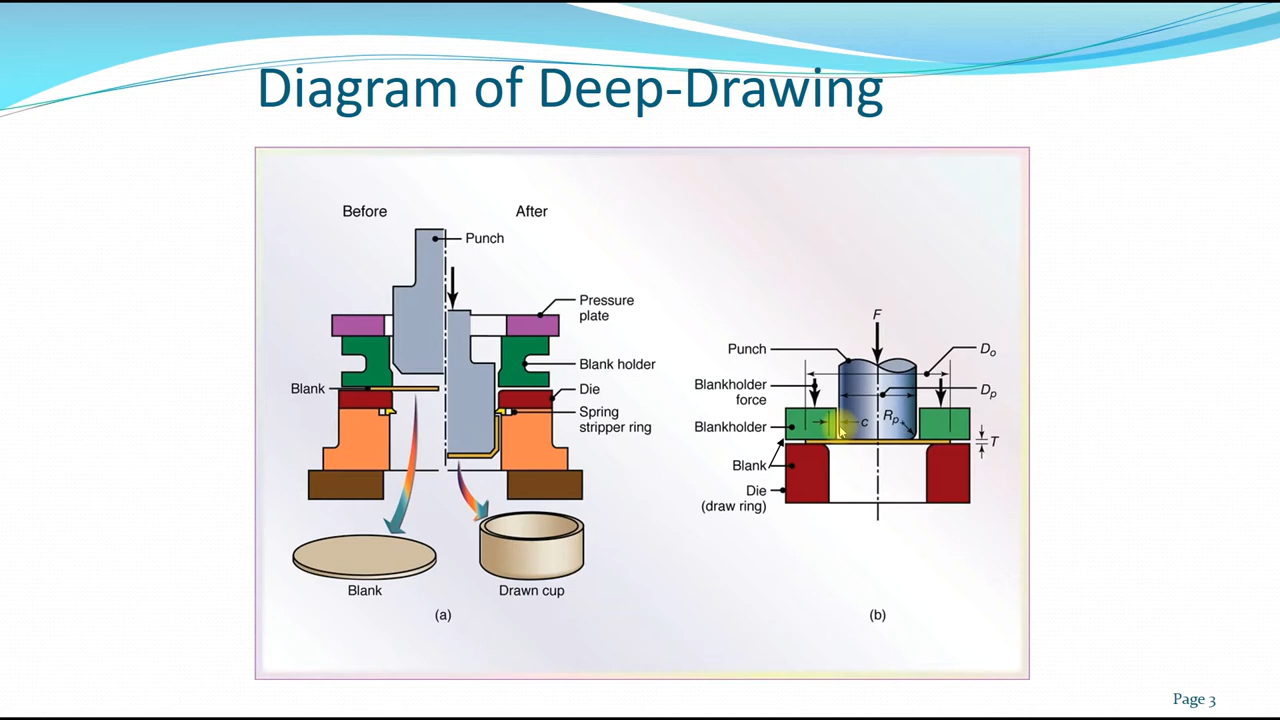 Diagram of Deep-Drawing
Before
After
Punch
Pressure
plate
Blank holder
Blank
Die
Spring
stripper ring
Blank
Drawn cup
(a)
F
Punch
Do
Blankholder
force
Dp
Blankholder
c
Rp
T
Blank
Die
(draw ring)
(b)
Page 3